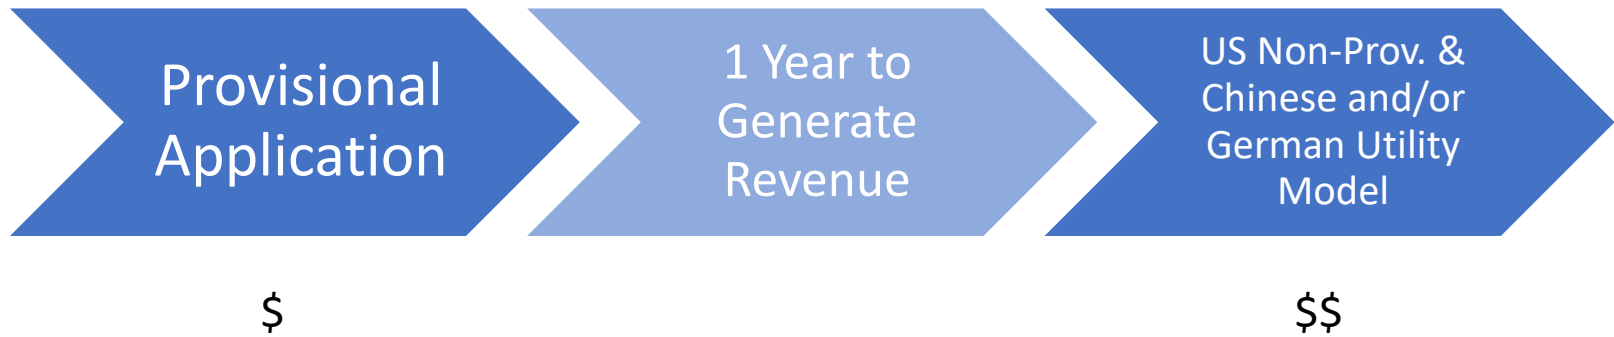 Provisional
Application
1 Year to
Generate
Revenue
US Non-Prov. &
Chinese and/or
German Utility
Model
$
$$